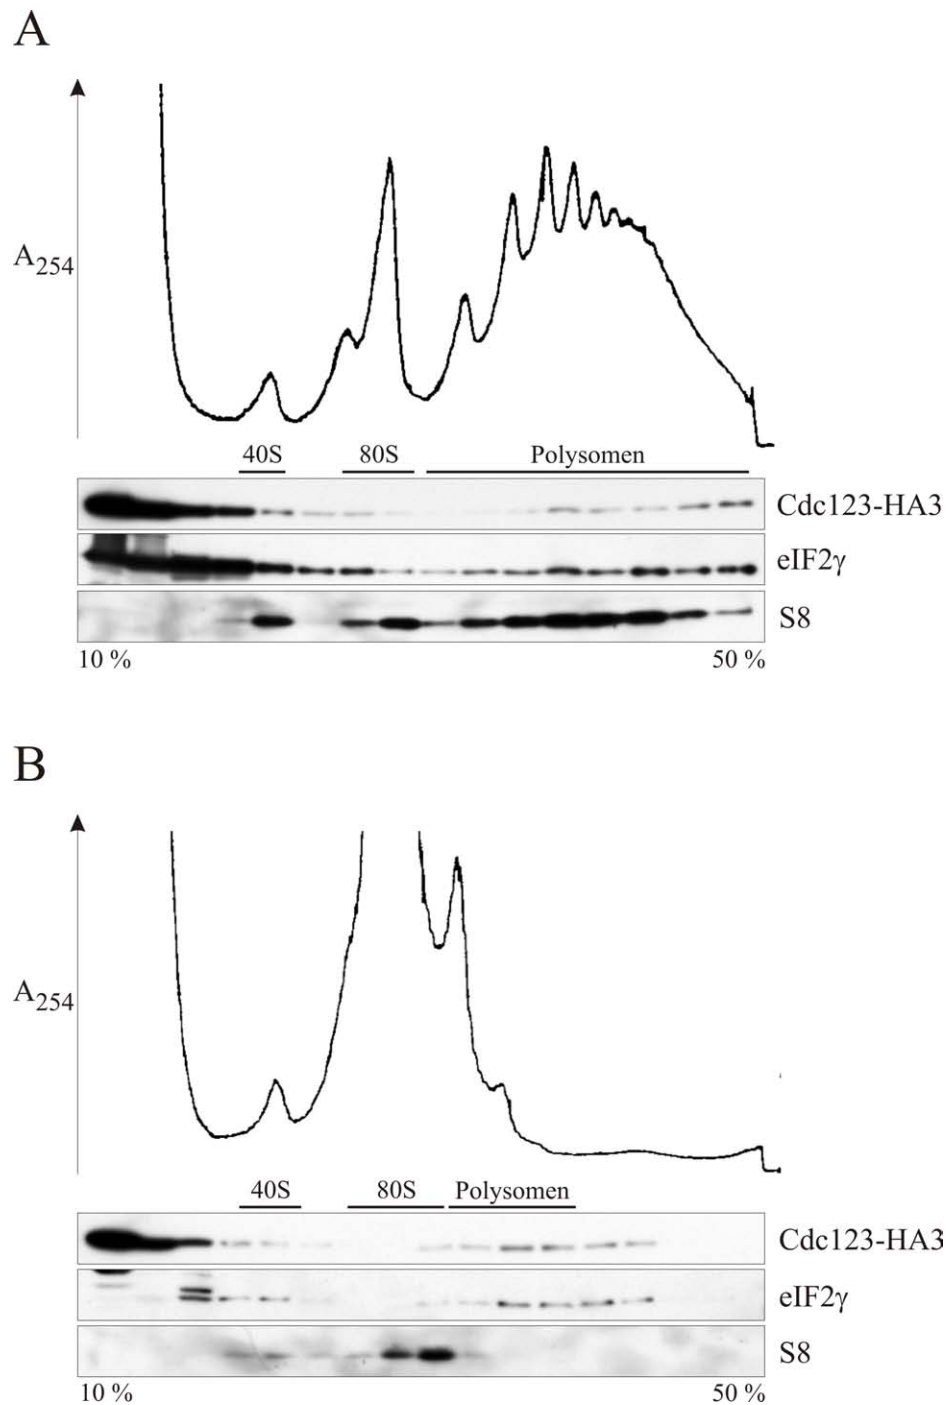 A
A254
40S 80S Polysomen
Cdc123-HA3
eIF2γ
S8
10 % 50 %
B
A254
40S 80S Polysomen
Cdc123-HA3
eIF2γ
S8
10 % 50 %